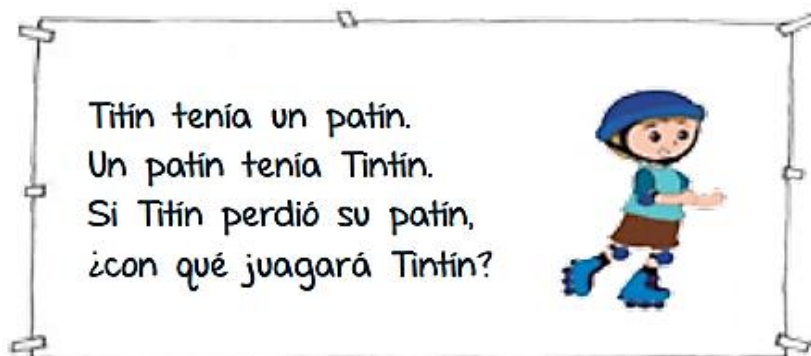 Titín tenía un patín.
Un patín tenía Tintín.
Si Titín perdió su patín,
¿con qué juagará Tintín?